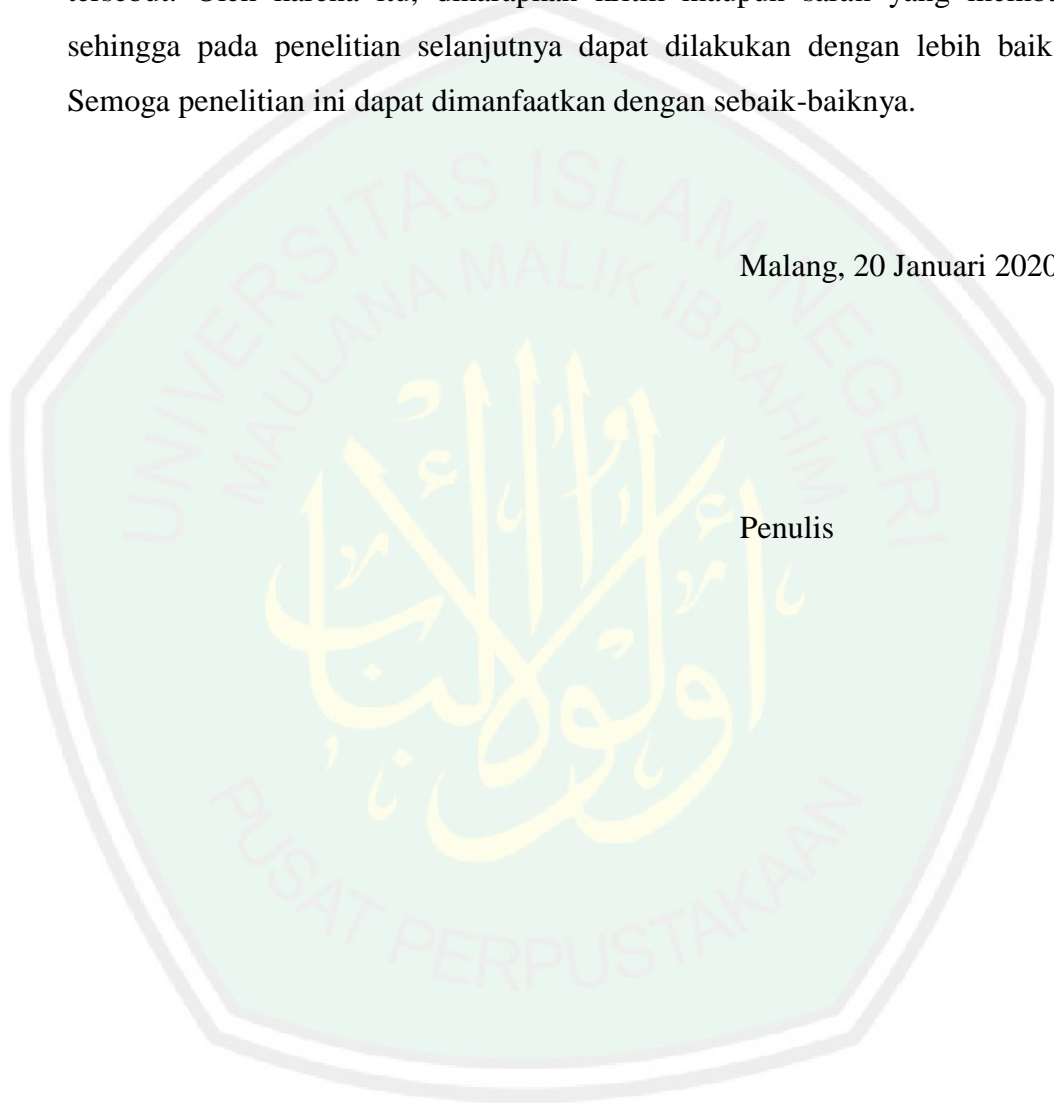 sehingga pada penelitian selanjutnya dapat dilakukan dengan lebih baik
Semoga penelitian ini dapat dimanfaatkan dengan sebaik-baiknya.
Malang, 20 Januari 2020
Penulis
UNIVERSITAS ISLAM NEGERI
MAULANA MALIK IBRAHIM
PUSAT PERPUSTAKAAN